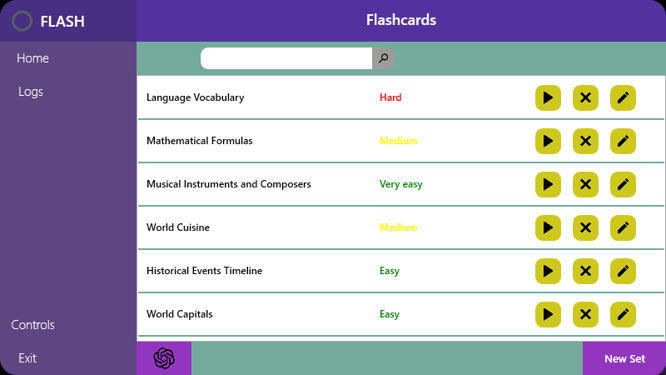 FLASH
Flashcards
Home
Logs
Language Vocabulary Hard
Mathematical Formulas Medium
Musical Instruments and Composers Very easy
World Cuisine Medium
Historical Events Timeline Easy
World Capitals Easy
Controls
Exit
New Set